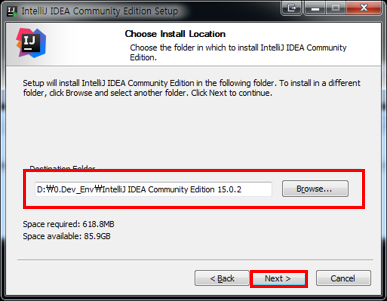 IntelliJ IDEA Community Edition Setup
IJ
Choose Install Location
Choose the folder in which to install IntelliJ IDEA Community
Edition.
Setup will install IntelliJ IDEA Community Edition in the following folder. To install in a different
folder, click Browse and select another folder. Click Next to continue.
Destination Folder
D:₩0.Dev_Env₩IntelliJ IDEA Community Edition 15.0.2
Browse...
Space required: 618.8MB
Space available: 85.9GB
< Back
Next >
Cancel